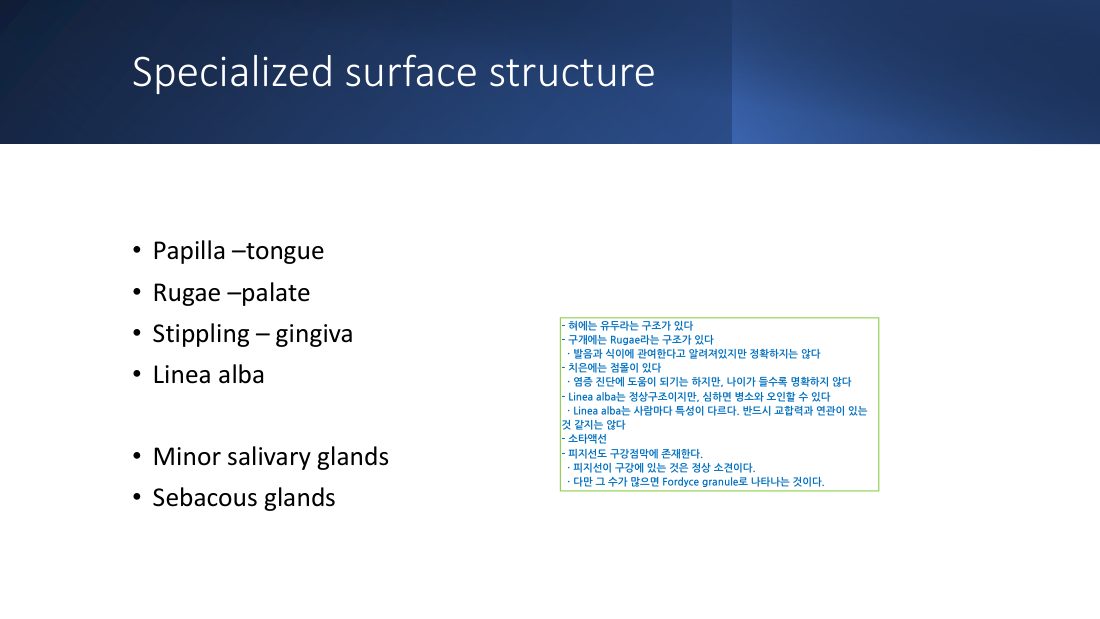 Specialized surface structure
• Papilla –tongue
• Rugae –palate
• Stippling – gingiva
• Linea alba
• Minor salivary glands
• Sebacous glands
- 혀에는 유두라는 구조가 있다
- 구개에는 Rugae라는 구조가 있다
· 발음과 식이에 관여한다고 알려져있지만 정확하지는 않다
- 치은에는 점몰이 있다
· 염증 진단에 도움이 되기는 하지만, 나이가 들수록 명확하지 않다
- Linea alba는 정상구조이지만, 심하면 병소와 오인할 수 있다
· Linea alba는 사람마다 특성이 다르다. 반드시 교합력과 연관이 있는
것 같지는 않다
- 소타액선
- 피지선도 구강점막에 존재한다.
· 피지선이 구강에 있는 것은 정상 소견이다.
· 다만 그 수가 많으면 Fordyce granule로 나타나는 것이다.